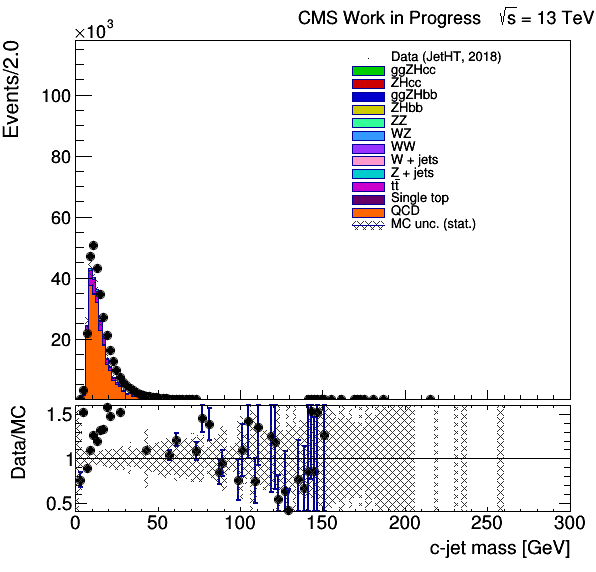 CMS Work in Progress √s = 13 TeV
×10³
Events/2.0
100
80
60
40
20
Data (JetHT, 2018)
ggZHcc
ZHcc
ggZHbb
ZHbb
ZZ
WZ
WW
W + jets
Z + jets
tt̄
Single top
QCD
MC unc. (stat.)
Data/MC
1.5
1
0.5
0 50 100 150 200 250 300
c-jet mass [GeV]